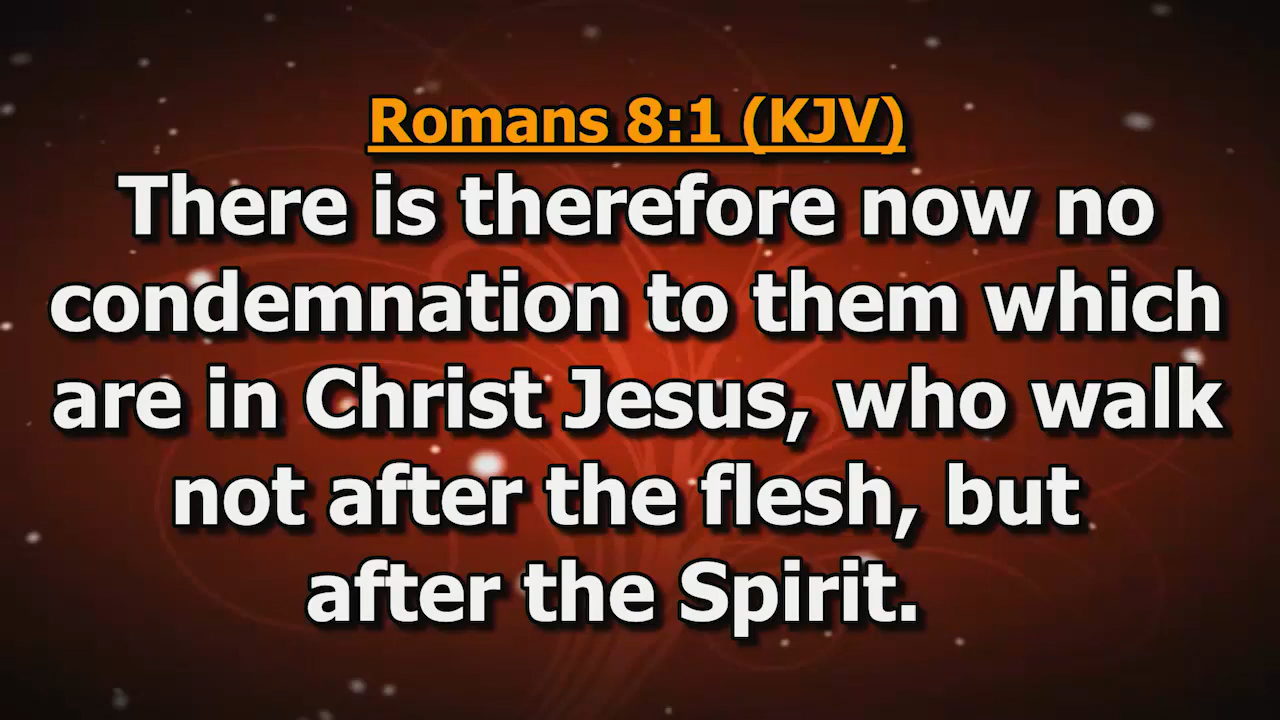 Romans 8:1 (KJV)
There is therefore now no
condemnation to them which
are in Christ Jesus, who walk
not after the flesh, but
after the Spirit.